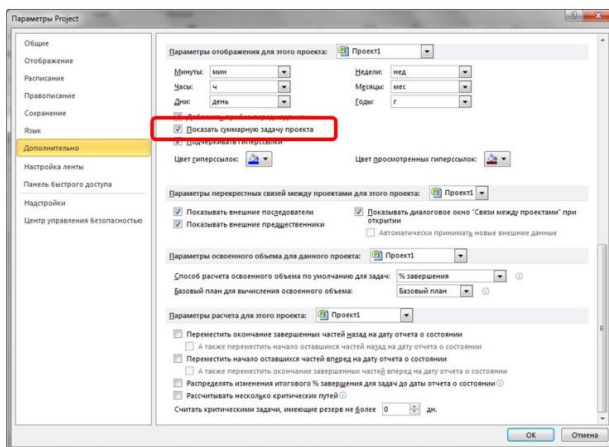 Параметры Project
Общие
Отображение
Расписание
Правописание
Сохранение
Язык
Дополнительно
Настройка ленты
Панель быстрого доступа
Надстройки
Центр управления безопасностью
Параметры отображения для этого проекта: Проект1
Минуты: мин Недели: нед
Часы: ч Месяцы: мес
Дни: день Годы: г
Показать суммарную задачу проекта
Подчеркивать гиперссылки
Цвет гиперссылок: Цвет просмотренных гиперссылок:
Параметры перекрестных связей между проектами для этого проекта: Проект1
Показывать внешние последователи Показывать диалоговое окно "Связи между проектами" при открытии
Показывать внешние предшественники Автоматически принимать новые внешние данные
Параметры освоенного объема для данного проекта: Проект1
Способ расчета освоенного объема по умолчанию для задач: % завершения
Базовый план для вычисления освоенного объема: Базовый план
Параметры расчета для этого проекта: Проект1
Переместить окончание завершенных частей назад на дату отчета о состоянии
А также переместить начало оставшихся частей назад на дату отчета о состоянии
Переместить начало оставшихся частей вперед на дату отчета о состоянии
А также переместить окончание завершенных частей вперед на дату отчета о состоянии
Распределять изменения итогового % завершения для задач до даты отчета о состоянии
Рассчитывать несколько критических путей
Считать критическими задачи, имеющие резерв не более 0 дн.
ОК Отмена